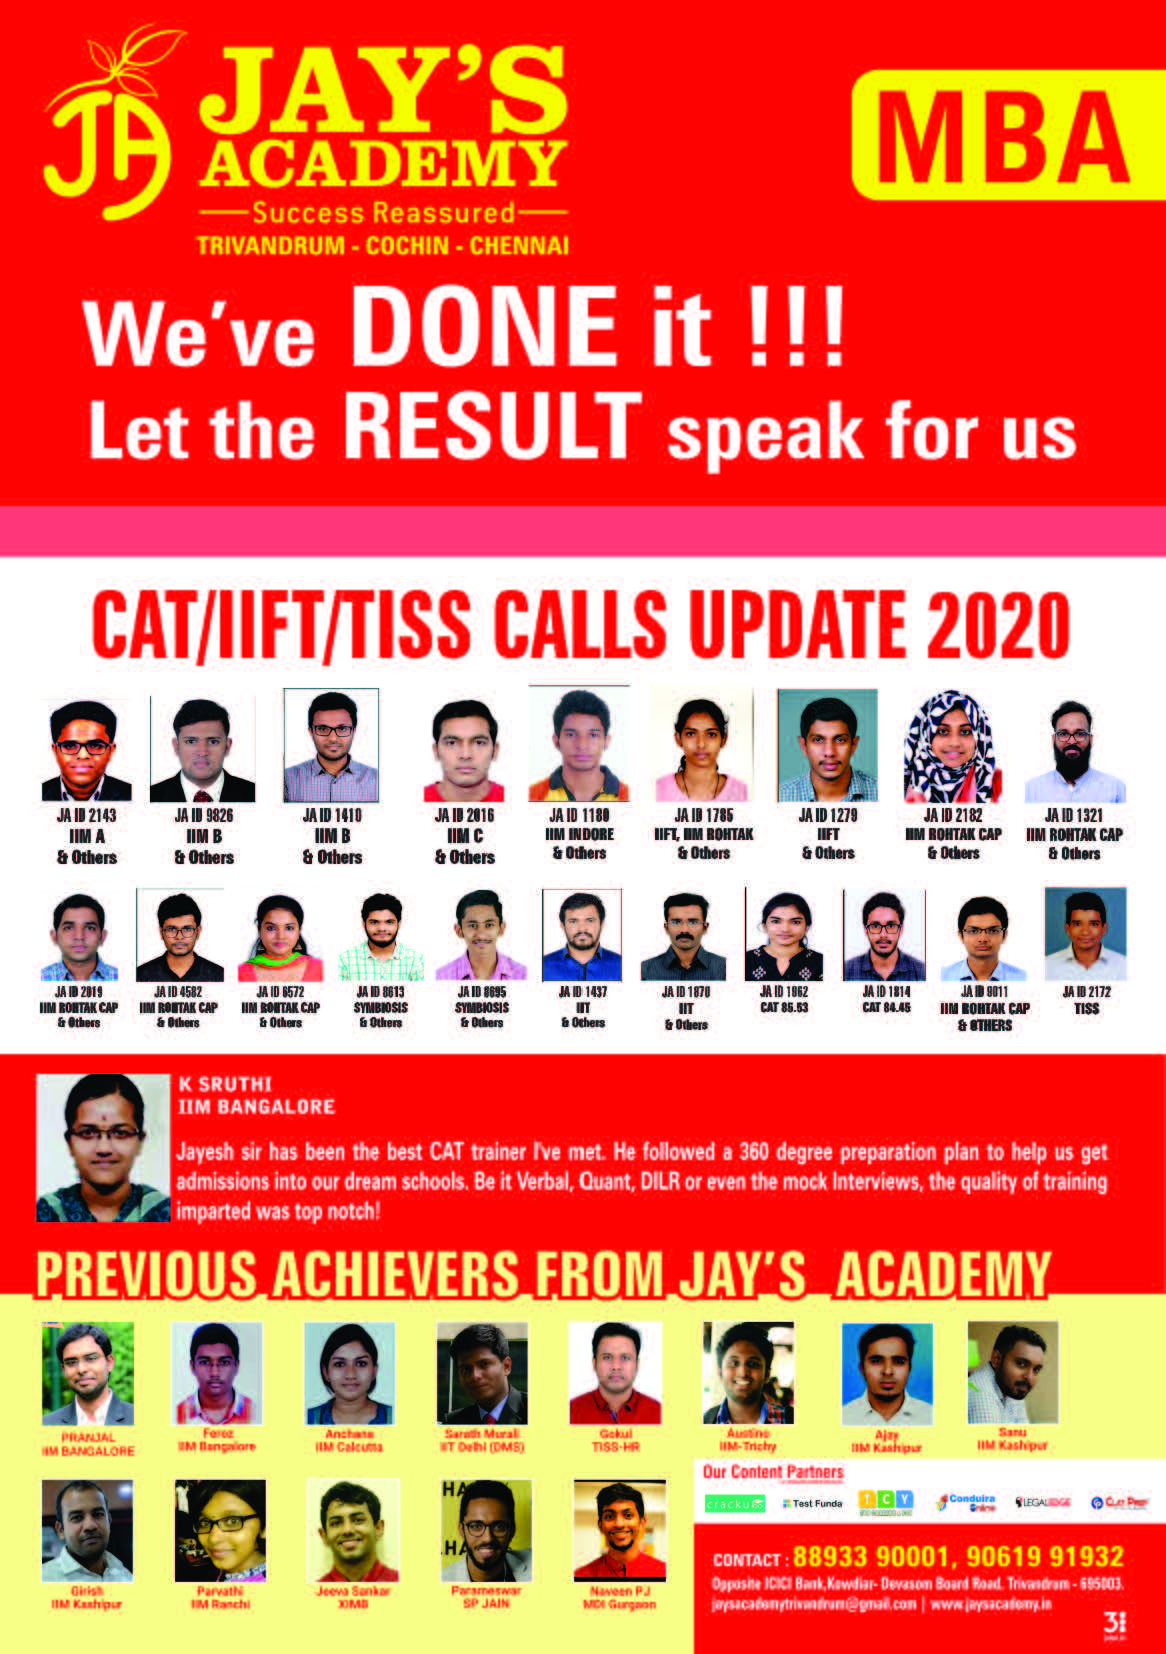 JA
JAY'S
ACADEMY
Success Reassured
TRIVANDRUM - COCHIN - CHENNAI
MBA
We've DONE it !!!
Let the RESULT speak for us
CAT/IIFT/TISS CALLS UPDATE 2020
JA ID 2143
IIM A
& Others
JA ID 9826
IIM B
& Others
JA ID 1410
IIM B
& Others
JA ID 2016
IIM C
& Others
JA ID 1180
IIM INDORE
& Others
JA ID 1785
IIFT, IIM ROHTAK
& Others
JA ID 1279
IIFT
& Others
JA ID 2182
IIM ROHTAK CAP
& Others
JA ID 1321
IIM ROHTAK CAP
& Others
JA ID 2819
IIM ROHTAK CAP
& Others
JA ID 4582
IIM ROHTAK CAP
& Others
JA ID 6572
IIM ROHTAK CAP
& Others
JA ID 8613
SYMBIOSIS
& Others
JA ID 8695
SYMBIOSIS
& Others
JA ID 1437
IIT
& Others
JA ID 1870
IIT
& Others
JA ID 1962
CAT 85.53
JA ID 1814
CAT 84.45
JA ID 9011
IIM ROHTAK CAP
& OTHERS
JA ID 2172
TISS
K SRUTHI
IIM BANGALORE
Jayesh sir has been the best CAT trainer I've met. He followed a 360 degree preparation plan to help us get
admissions into our dream schools. Be it Verbal, Quant, DILR or even the mock Interviews, the quality of training
imparted was top notch!
PREVIOUS ACHIEVERS FROM JAY'S ACADEMY
PRANJAL
IIM BANGALORE
Feroz
IIM Bangalore
Anchana
IIM Calcutta
Sarath Murali
IIT Delhi (DMS)
Gokul
TISS-HR
Austine
IIM-Trichy
Ajay
IIM Kashipur
Sanu
IIM Kashipur
Girish
IIM Kashipur
Parvathi
IIM Ranchi
Jeeva Sankar
XIMB
Parameswar
SP JAIN
Naveen PJ
MDI Gurgaon
Our Content Partners
cracku
Test Funda
TCY
Conduira
Online
LEGALEDGE
CLAT PREP
CONTACT : 88933 90001, 90619 91932
Opposite ICICI Bank,Kowdiar- Devasom Board Road. Trivandrum - 695003.
jaysacademytrivandrum@gmail.com | www.jaysacademy.in